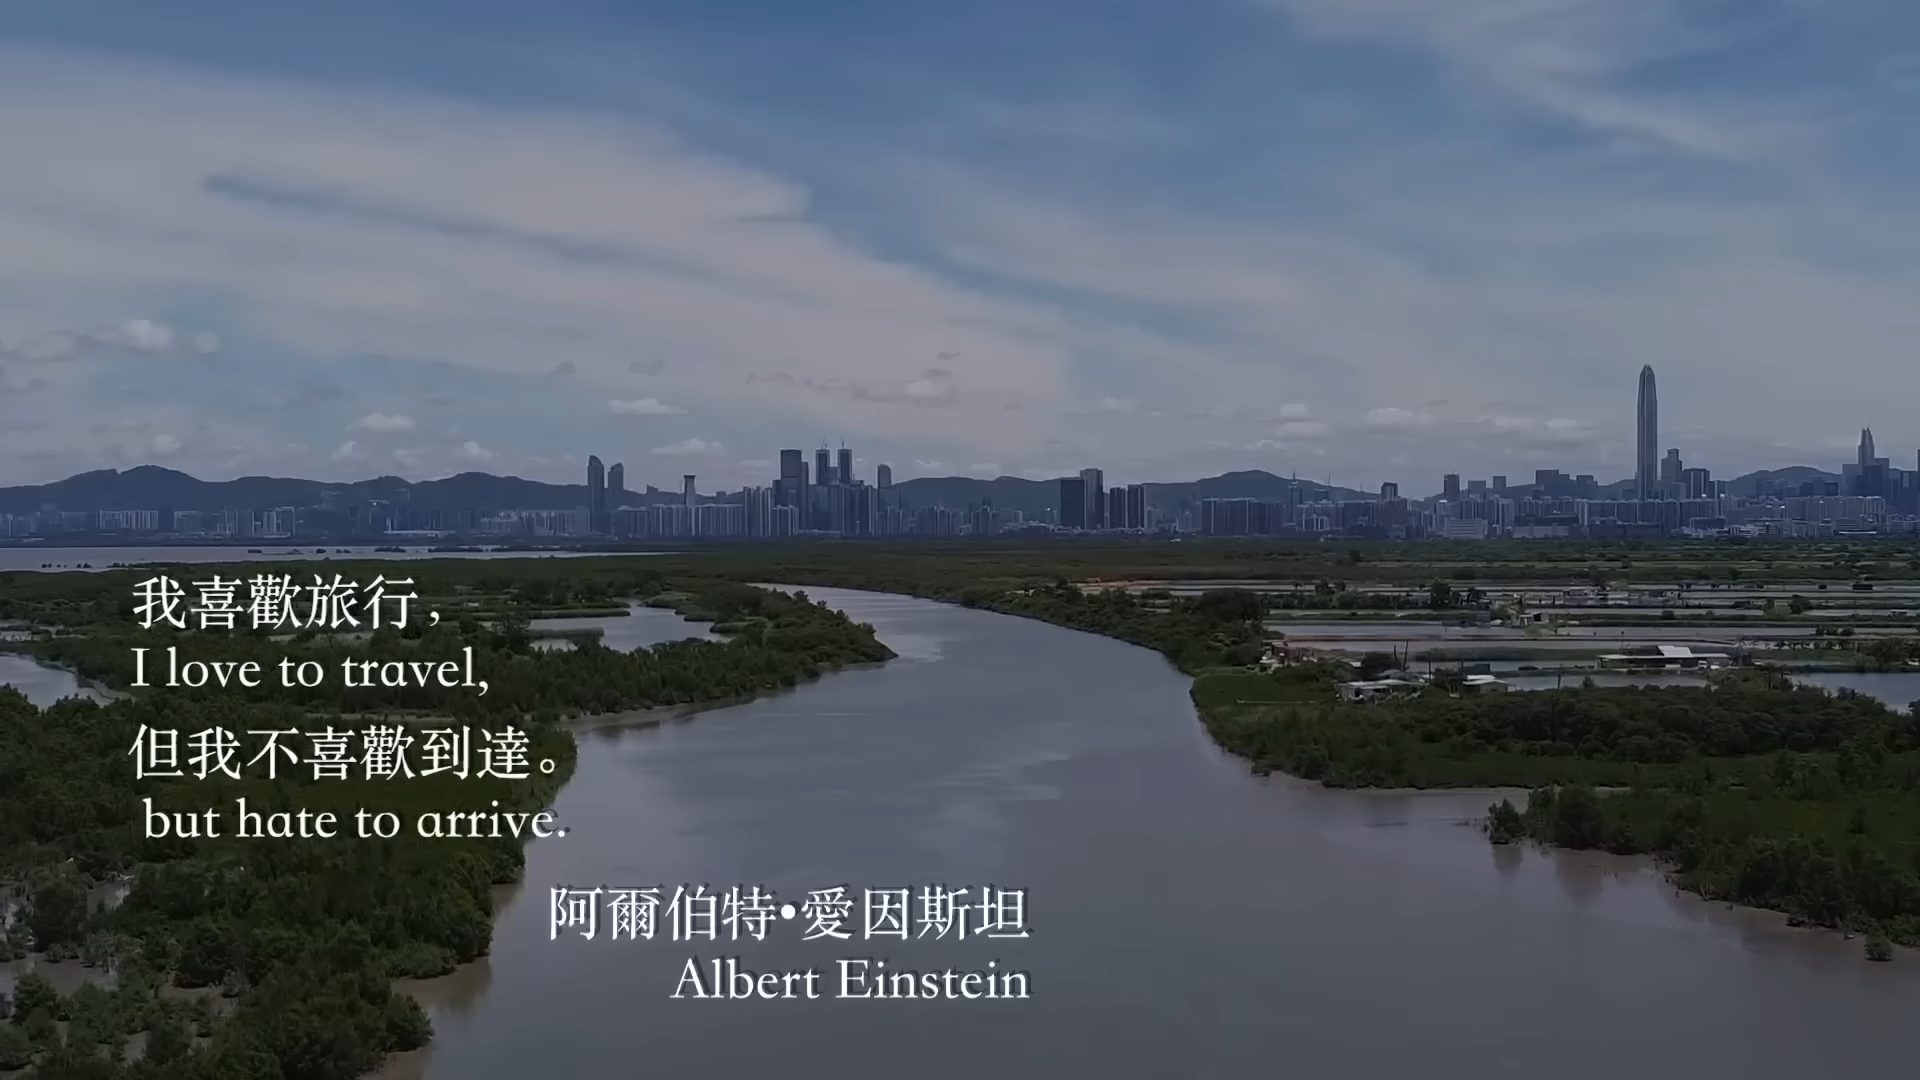 我喜歡旅行，
I love to travel,
但我不喜歡到達。
but hate to arrive.
阿爾伯特•愛因斯坦
Albert Einstein